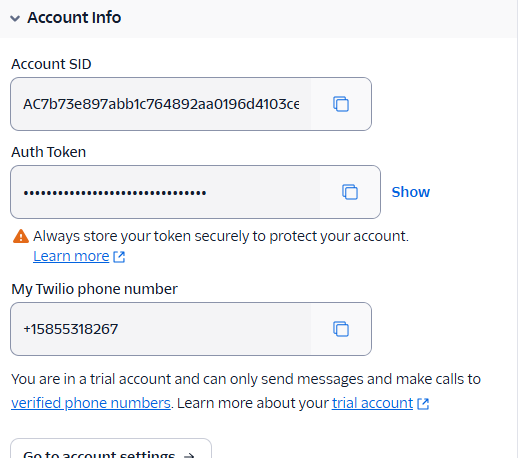 Account Info
Account SID
AC7b73e897abb1c764892aa0196d4103ce
Auth Token
••••••••••••••••••••••••••••••••
Show
Always store your token securely to protect your account.
Learn more
My Twilio phone number
+15855318267
You are in a trial account and can only send messages and make calls to
verified phone numbers. Learn more about your trial account
Go to account settings